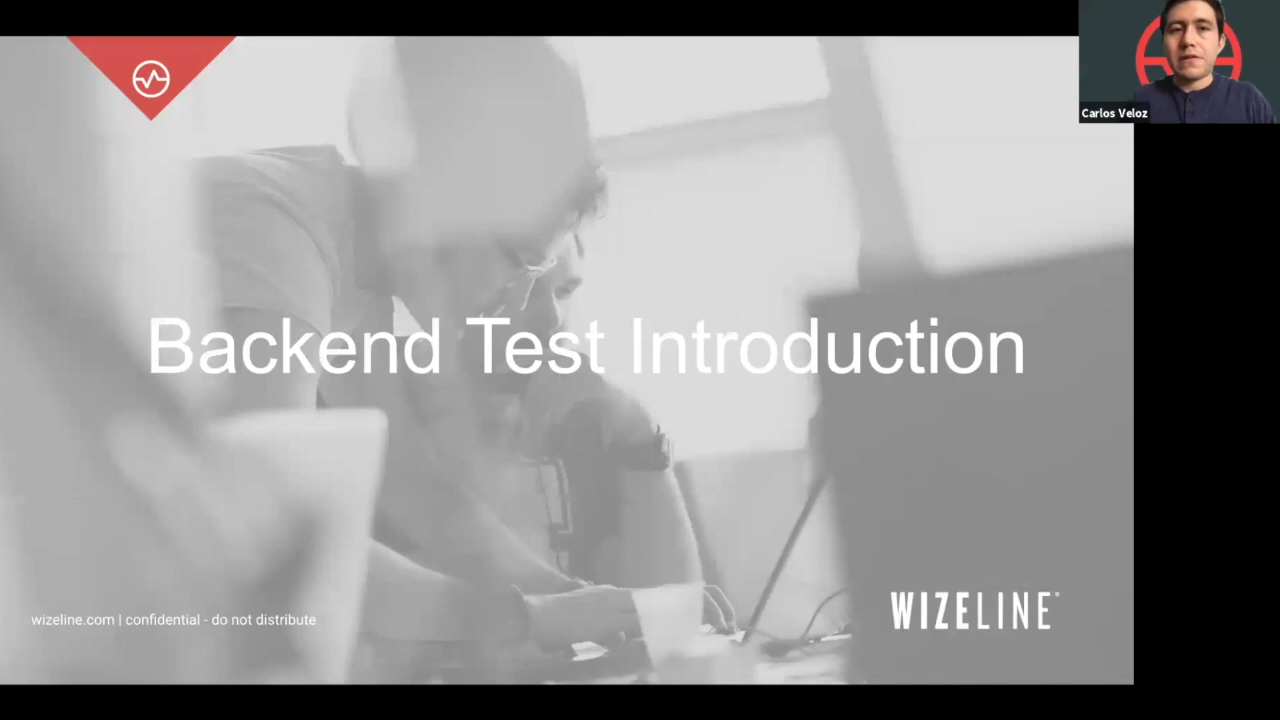 Carlos Veloz
Backend Test Introduction
wizeline.com | confidential - do not distribute
WIZELINE®